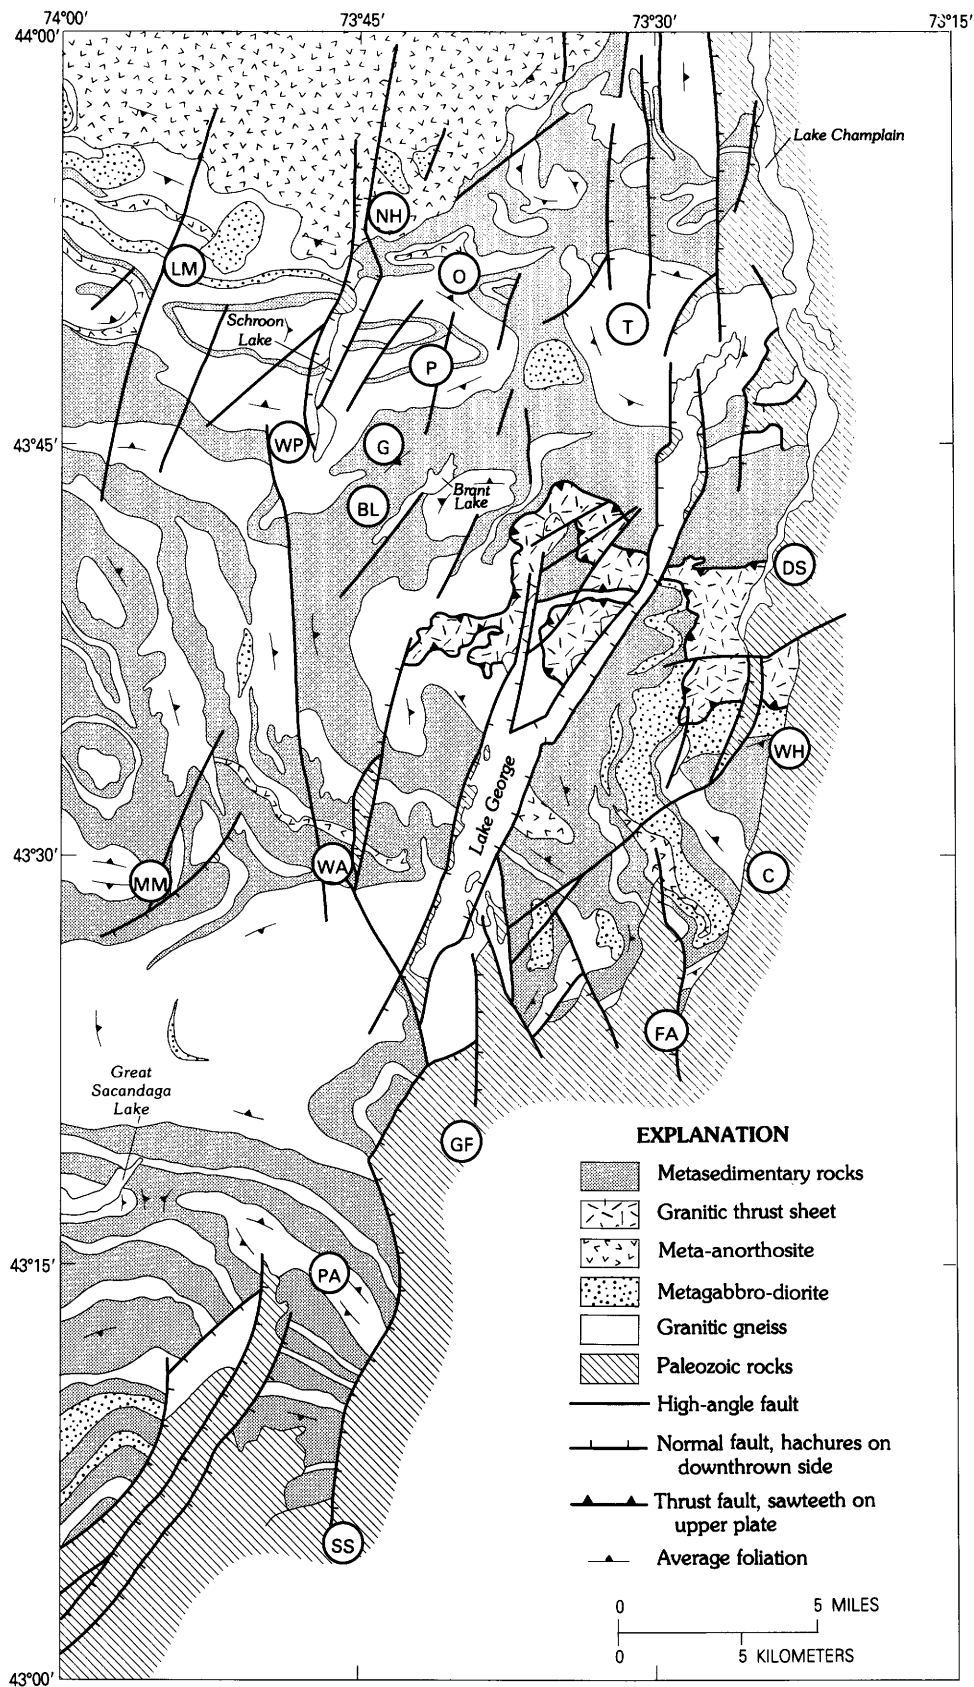 74°00' 73°45' 73°30' 73°15'
44°00'
Lake Champlain
NH
LM
O
T
Schroon
Lake
P
43°45'
WP
G
BL
Brant
Lake
DS
WH
Lake George
43°30'
WA
C
MM
FA
Great
Sacandaga
Lake
GF
EXPLANATION
Metasedimentary rocks
Granitic thrust sheet
43°15'
Meta-anorthosite
PA
Metagabbro-diorite
Granitic gneiss
Paleozoic rocks
High-angle fault
Normal fault, hachures on
downthrown side
Thrust fault, sawteeth on
upper plate
SS
Average foliation
0 5 MILES
0 5 KILOMETERS
43°00'